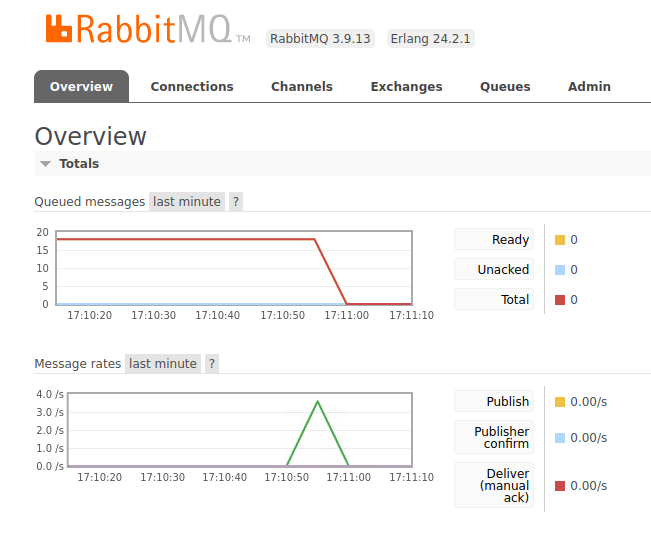 RabbitMQ TM RabbitMQ 3.9.13 Erlang 24.2.1
Overview Connections Channels Exchanges Queues Admin
Overview
Totals
Queued messages last minute ?
20
15
10
5
0
17:10:20 17:10:30 17:10:40 17:10:50 17:11:00 17:11:10
Ready 0
Unacked 0
Total 0
Message rates last minute ?
4.0 /s
3.0 /s
2.0 /s
1.0 /s
0.0 /s
17:10:20 17:10:30 17:10:40 17:10:50 17:11:00 17:11:10
Publish 0.00/s
Publisher
confirm 0.00/s
Deliver
(manual 0.00/s
ack)